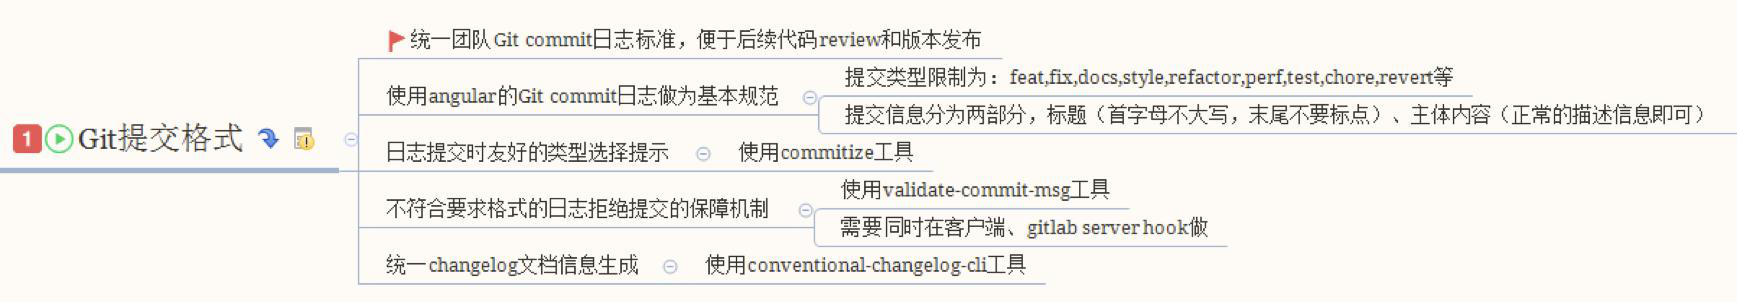 1
Git提交格式
统一团队Git commit日志标准，便于后续代码review和版本发布
使用angular的Git commit日志做为基本规范
提交类型限制为：feat,fix,docs,style,refactor,perf,test,chore,revert等
提交信息分为两部分，标题（首字母不大写，末尾不要标点）、主体内容（正常的描述信息即可）
日志提交时友好的类型选择提示
使用commitize工具
不符合要求格式的日志拒绝提交的保障机制
使用validate-commit-msg工具
需要同时在客户端、gitlab server hook做
统一changelog文档信息生成
使用conventional-changelog-cli工具